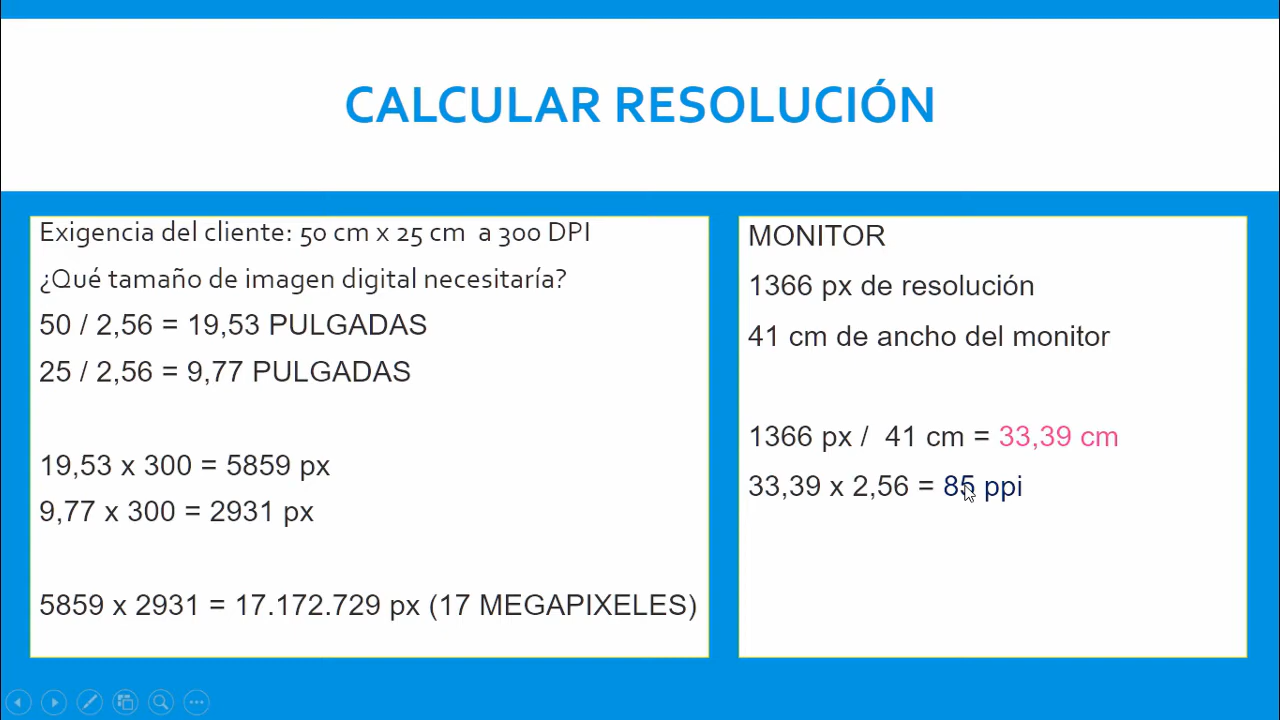 CALCULAR RESOLUCIÓN
Exigencia del cliente: 50 cm x 25 cm a 300 DPI
¿Qué tamaño de imagen digital necesitaría?
50 / 2,56 = 19,53 PULGADAS
25 / 2,56 = 9,77 PULGADAS
19,53 x 300 = 5859 px
9,77 x 300 = 2931 px
5859 x 2931 = 17.172.729 px (17 MEGAPIXELES)
MONITOR
1366 px de resolución
41 cm de ancho del monitor
1366 px / 41 cm = 33,39 cm
33,39 x 2,56 = 85 ppi